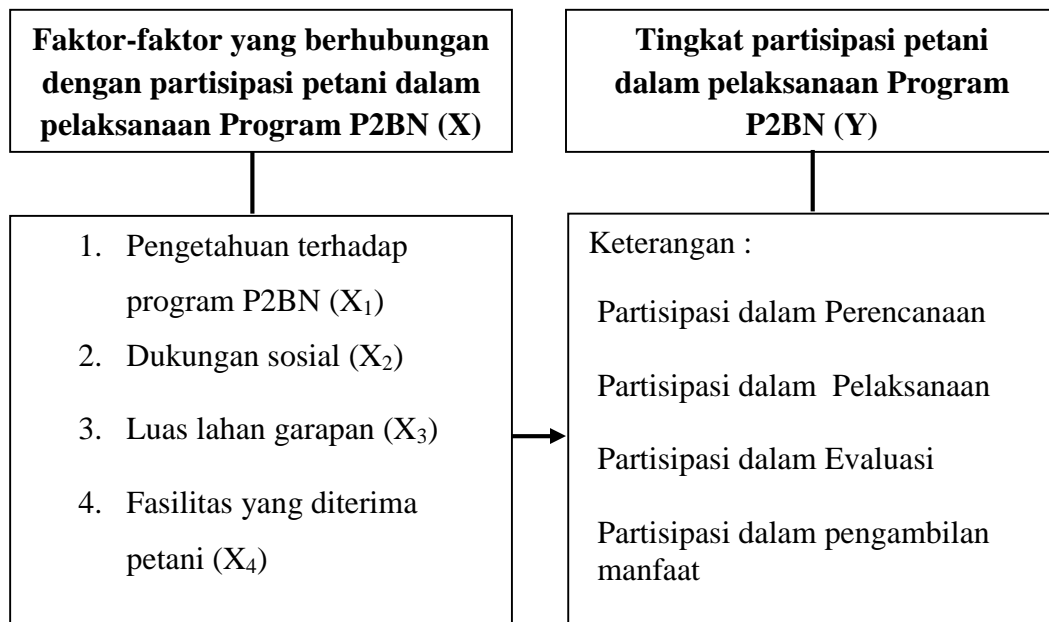 Faktor-faktor yang berhubungan
dengan partisipasi petani dalam
pelaksanaan Program P2BN (X)
Tingkat partisipasi petani
dalam pelaksanaan Program
P2BN (Y)
1. Pengetahuan terhadap
program P2BN (X₁)
2. Dukungan sosial (X₂)
3. Luas lahan garapan (X₃)
4. Fasilitas yang diterima
petani (X₄)
Keterangan :
Partisipasi dalam Perencanaan
Partisipasi dalam Pelaksanaan
Partisipasi dalam Evaluasi
Partisipasi dalam pengambilan
manfaat